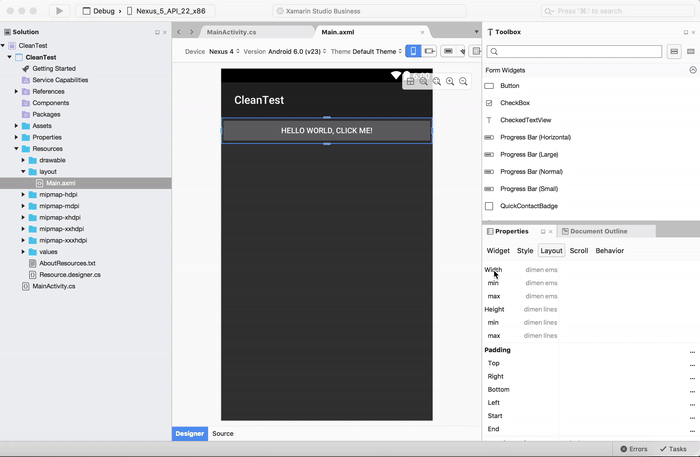 Debug
Nexus_5_API_22_x86
Xamarin Studio Business
Press '⌘.' to search
Solution
CleanTest
CleanTest
Getting Started
Service Capabilities
References
Components
Packages
Assets
Properties
Resources
drawable
layout
Main.axml
mipmap-hdpi
mipmap-mdpi
mipmap-xhdpi
mipmap-xxhdpi
mipmap-xxxhdpi
values
AboutResources.txt
Resource.designer.cs
MainActivity.cs
MainActivity.cs
Main.axml
Device Nexus 4 Version Android 6.0 (v23) Theme Default Theme
CleanTest
HELLO WORLD, CLICK ME!
Designer Source
Toolbox
Form Widgets
Button
CheckBox
CheckedTextView
Progress Bar (Horizontal)
Progress Bar (Large)
Progress Bar (Normal)
Progress Bar (Small)
QuickContactBadge
Properties
Document Outline
Widget Style Layout Scroll Behavior
Width dimen ems
min dimen ems
max dimen ems
Height dimen lines
min dimen lines
max dimen lines
Padding ...
Top ...
Right ...
Bottom ...
Left ...
Start ...
End ...
Errors
Tasks